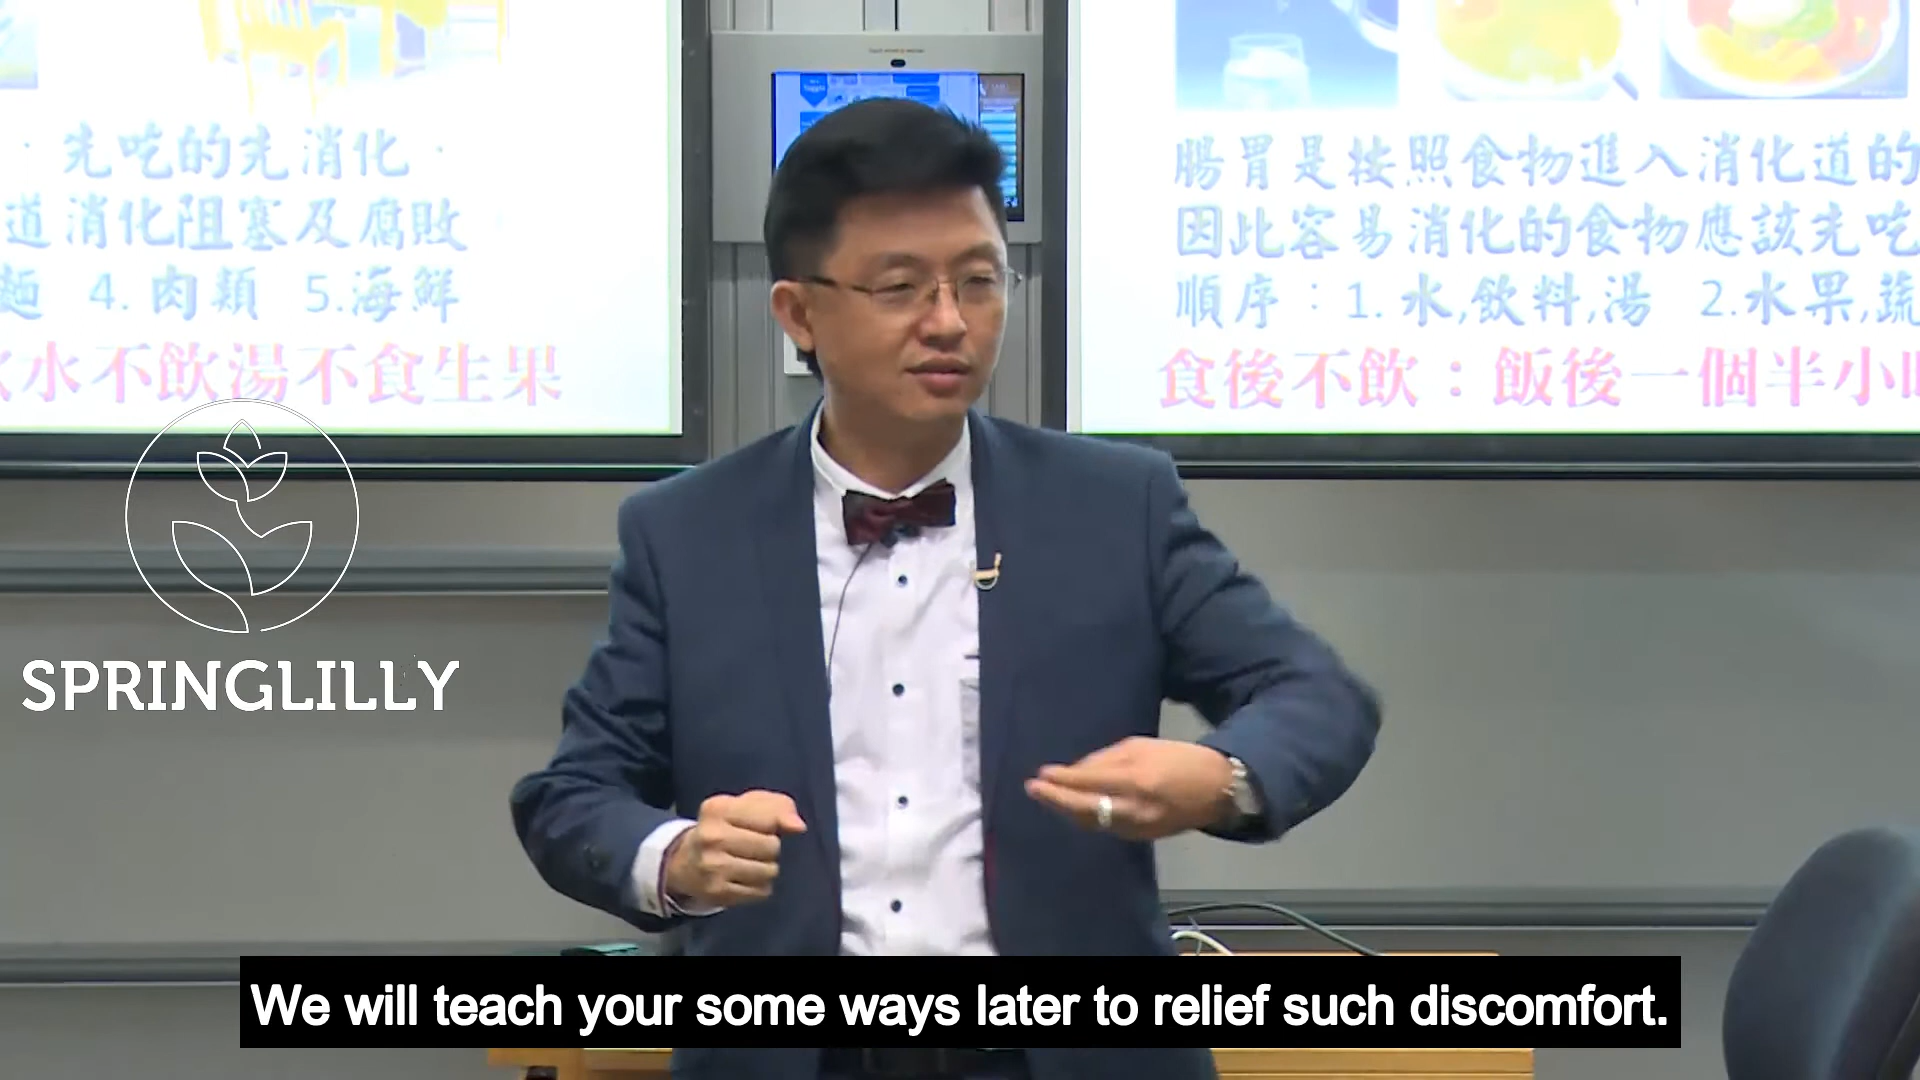 ·先吃的先消化·
道消化阻塞及腐敗
麵 4.肉類 5.海鮮
水不飲湯不食生果
腸胃是按照食物進入消化道的
因此容易消化的食物應該先吃
順序：1. 水,飲料,湯 2.水果,蔬
食後不飲：飯後一個半小
SPRINGLILLY
We will teach your some ways later to relief such discomfort.